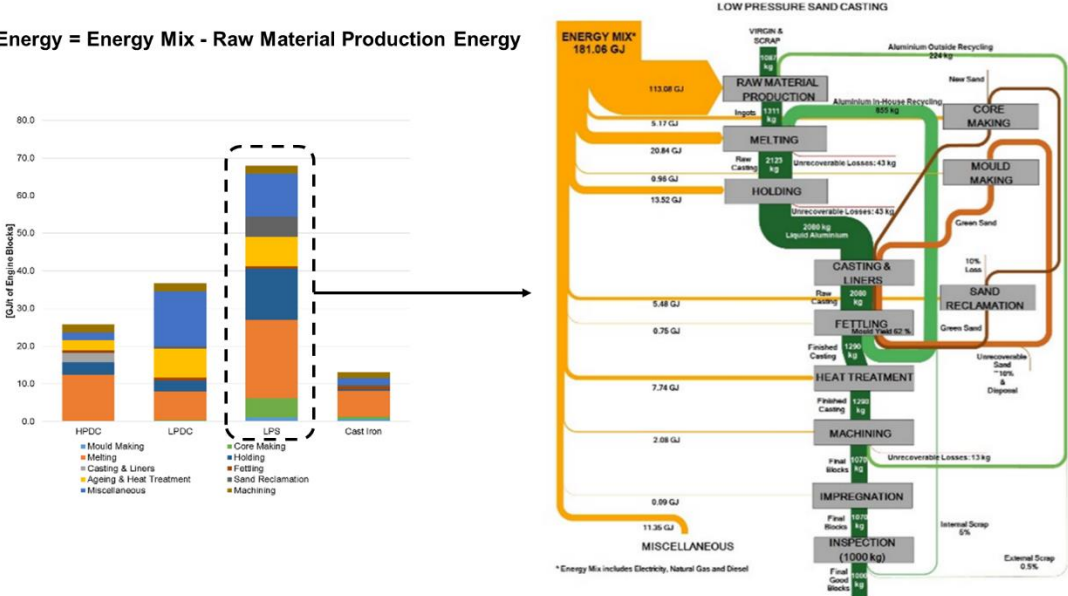 Energy = Energy Mix - Raw Material Production Energy
80.0
70.0
60.0
50.0
40.0
30.0
20.0
10.0
0.0
[GJ/t of Engine Blocks]
HPDC
LPDC
LPS
Cast Iron
Mould Making
Core Making
Melting
Holding
Casting & Liners
Fettling
Ageing & Heat Treatment
Sand Reclamation
Miscellaneous
Machining
LOW PRESSURE SAND CASTING
ENERGY MIX*
181.06 GJ
VIRGIN &
SCRAP
1087
kg
Aluminium Outside Recycling
224 kg
113.08 GJ
RAW MATERIAL
PRODUCTION
New Sand
Ingots
1311
kg
Aluminium In-House Recycling
855 kg
CORE
MAKING
5.17 GJ
MELTING
20.84 GJ
Raw
Casting
2123
kg
Unrecoverable Losses: 43 kg
MOULD
MAKING
0.96 GJ
HOLDING
13.52 GJ
Unrecoverable Losses: 43 kg
2080 kg
Liquid Aluminium
Green Sand
CASTING &
LINERS
10%
Loss
Raw
Casting
2080
kg
SAND
RECLAMATION
5.48 GJ
FETTLING
Mould Yield 62 %
Green Sand
0.75 GJ
Finished
Casting
1290
kg
Unrecoverable
Sand
~10%
&
Disposal
HEAT TREATMENT
7.74 GJ
Finished
Casting
1290
kg
MACHINING
2.08 GJ
Final
Blocks
1070
kg
Unrecoverable Losses: 13 kg
IMPREGNATION
0.09 GJ
Final
Blocks
1070
kg
Internal Scrap
5%
11.35 GJ
MISCELLANEOUS
INSPECTION
(1000 kg)
External Scrap
0.5%
* Energy Mix includes Electricity, Natural Gas and Diesel
Final
Good
Blocks
1000
kg